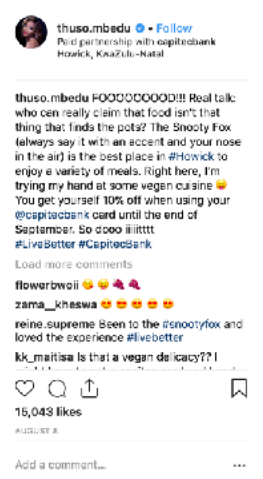 thuso.mbedu • Follow
Paid partnership with capitecbank
Howick, KwaZulu-Natal
thuso.mbedu FOOOOOOOOD!!! Real talk:
who can really claim that food isn't that
thing that finds the pots? The Snooty Fox
(always say it with an accent and your nose
in the air) is the best place in #Howick to
enjoy a variety of meals. Right here, I'm
trying my hand at some vegan cuisine 😛
You get yourself 10% off when using your
@capitecbank card until the end of
September. So dooo iiiitttt
#LiveBetter #CapitecBank
Load more comments
flowerbwoii 😘😛🍇🍇
zama__kheswa 😍😍😍😍😍
reine.supreme Been to the #snootyfox and
loved the experience #livebetter
kk_maitisa Is that a vegan delicacy?? I
15,043 likes
AUGUST 8
Add a comment...